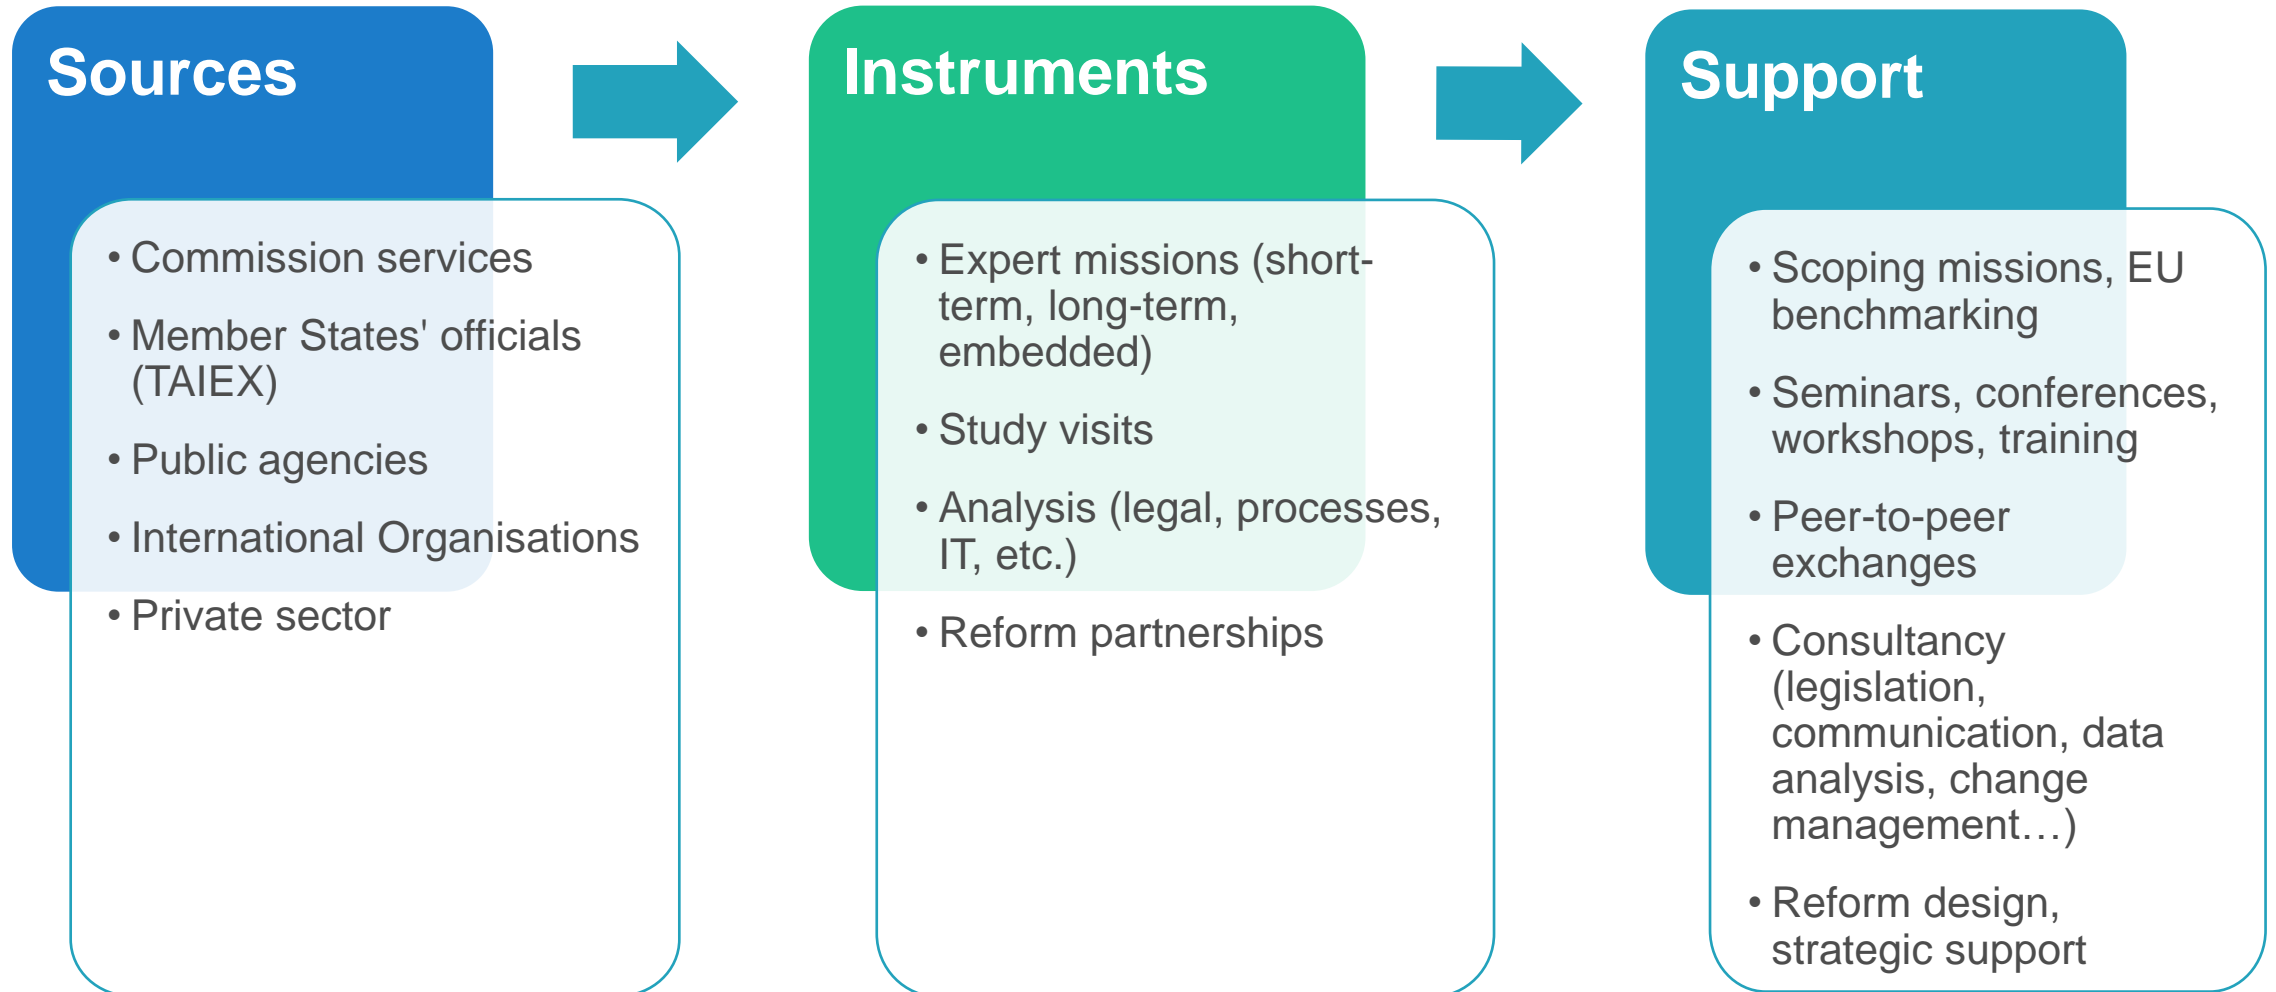 Sources
• Commission services
• Member States' officials
(TAIEX)
• Public agencies
• International Organisations
• Private sector
Instruments
• Expert missions (short-
term, long-term,
embedded)
• Study visits
• Analysis (legal, processes,
IT, etc.)
• Reform partnerships
Support
• Scoping missions, EU
benchmarking
• Seminars, conferences,
workshops, training
• Peer-to-peer
exchanges
• Consultancy
(legislation,
communication, data
analysis, change
management…)
• Reform design,
strategic support